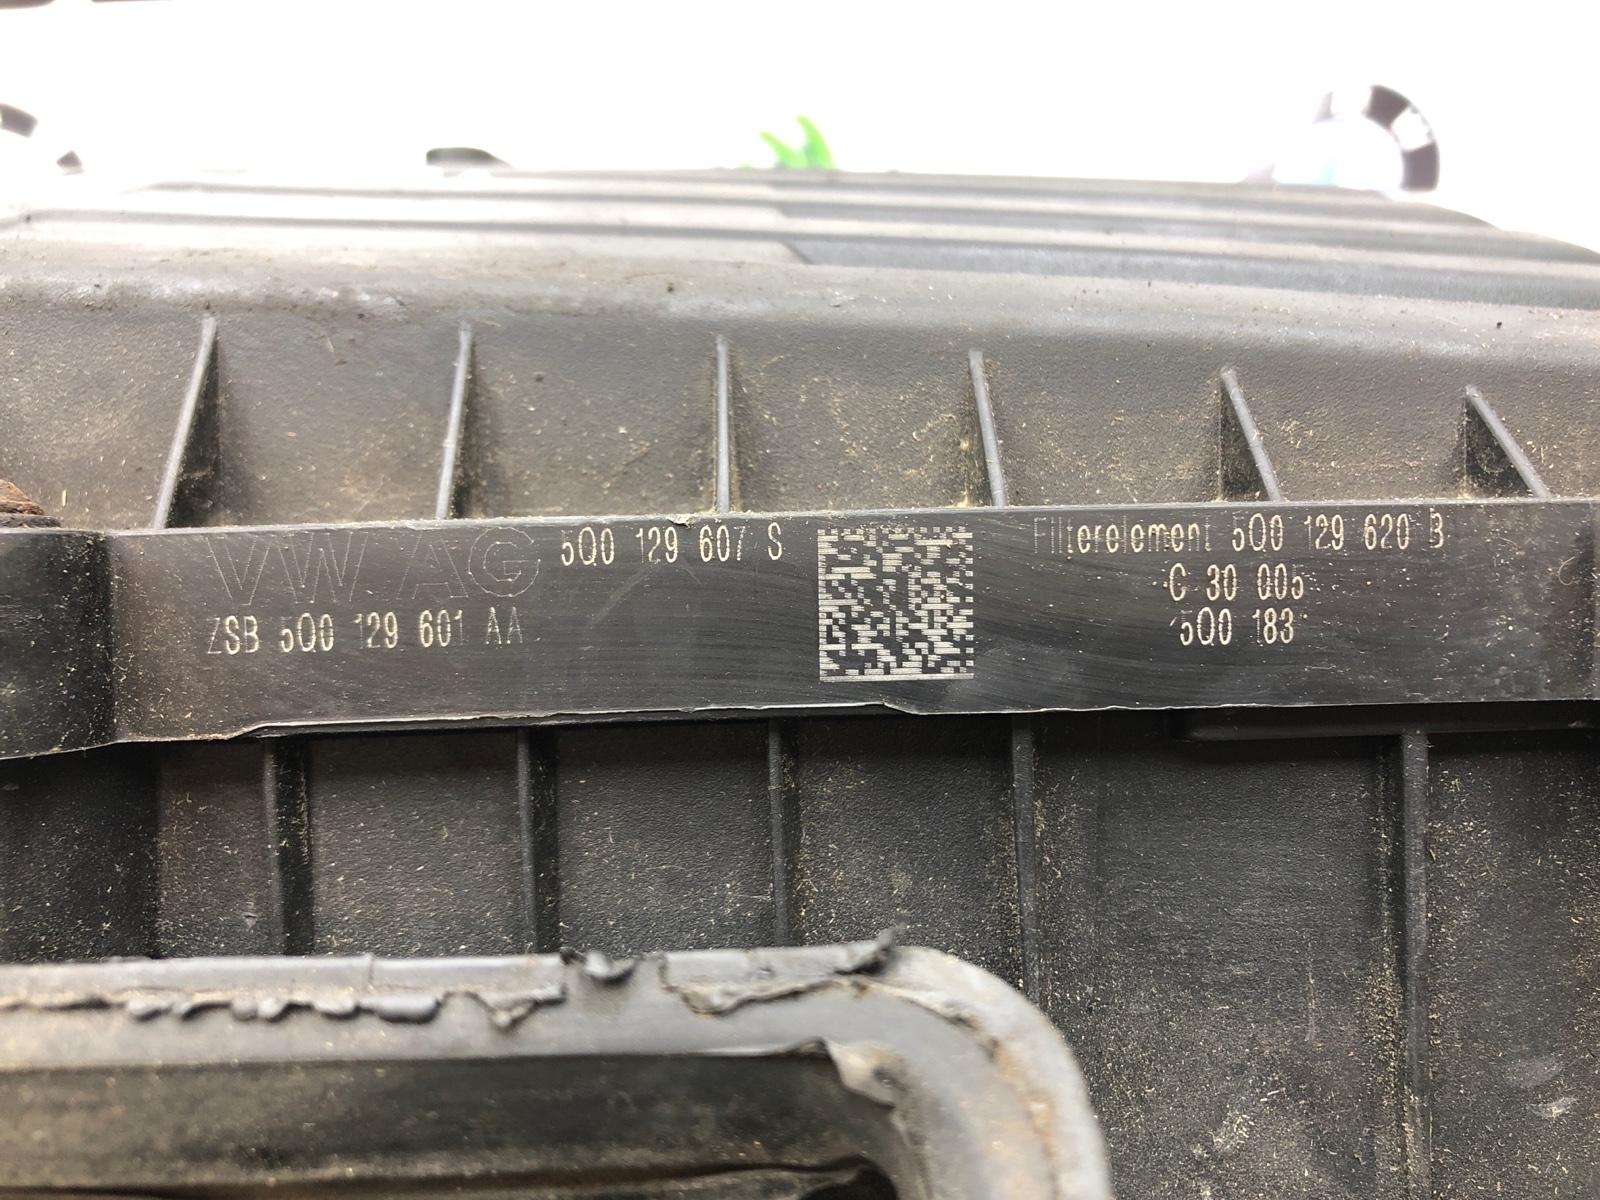 VW AG 5Q0 129 607 S
ZSB 5Q0 129 601 AA
Filterelement 5Q0 129 620 B
C 30 005
5Q0 183